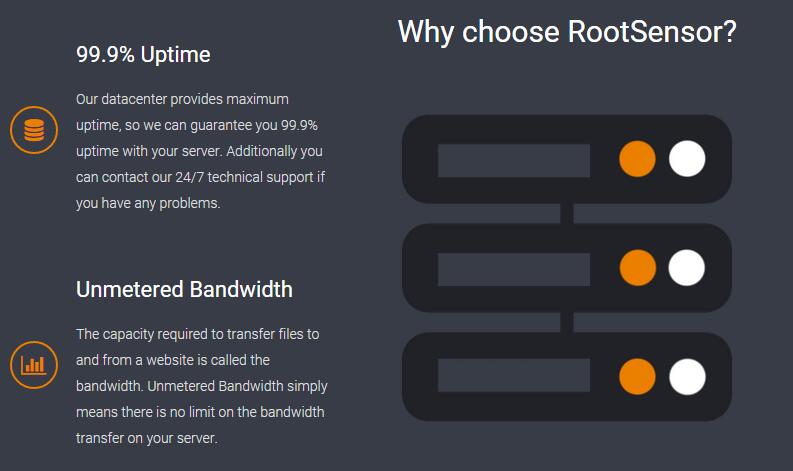 Why choose RootSensor?
99.9% Uptime
Our datacenter provides maximum
uptime, so we can guarantee you 99.9%
uptime with your server. Additionally you
can contact our 24/7 technical support if
you have any problems.
Unmetered Bandwidth
The capacity required to transfer files to
and from a website is called the
bandwidth. Unmetered Bandwidth simply
means there is no limit on the bandwidth
transfer on your server.